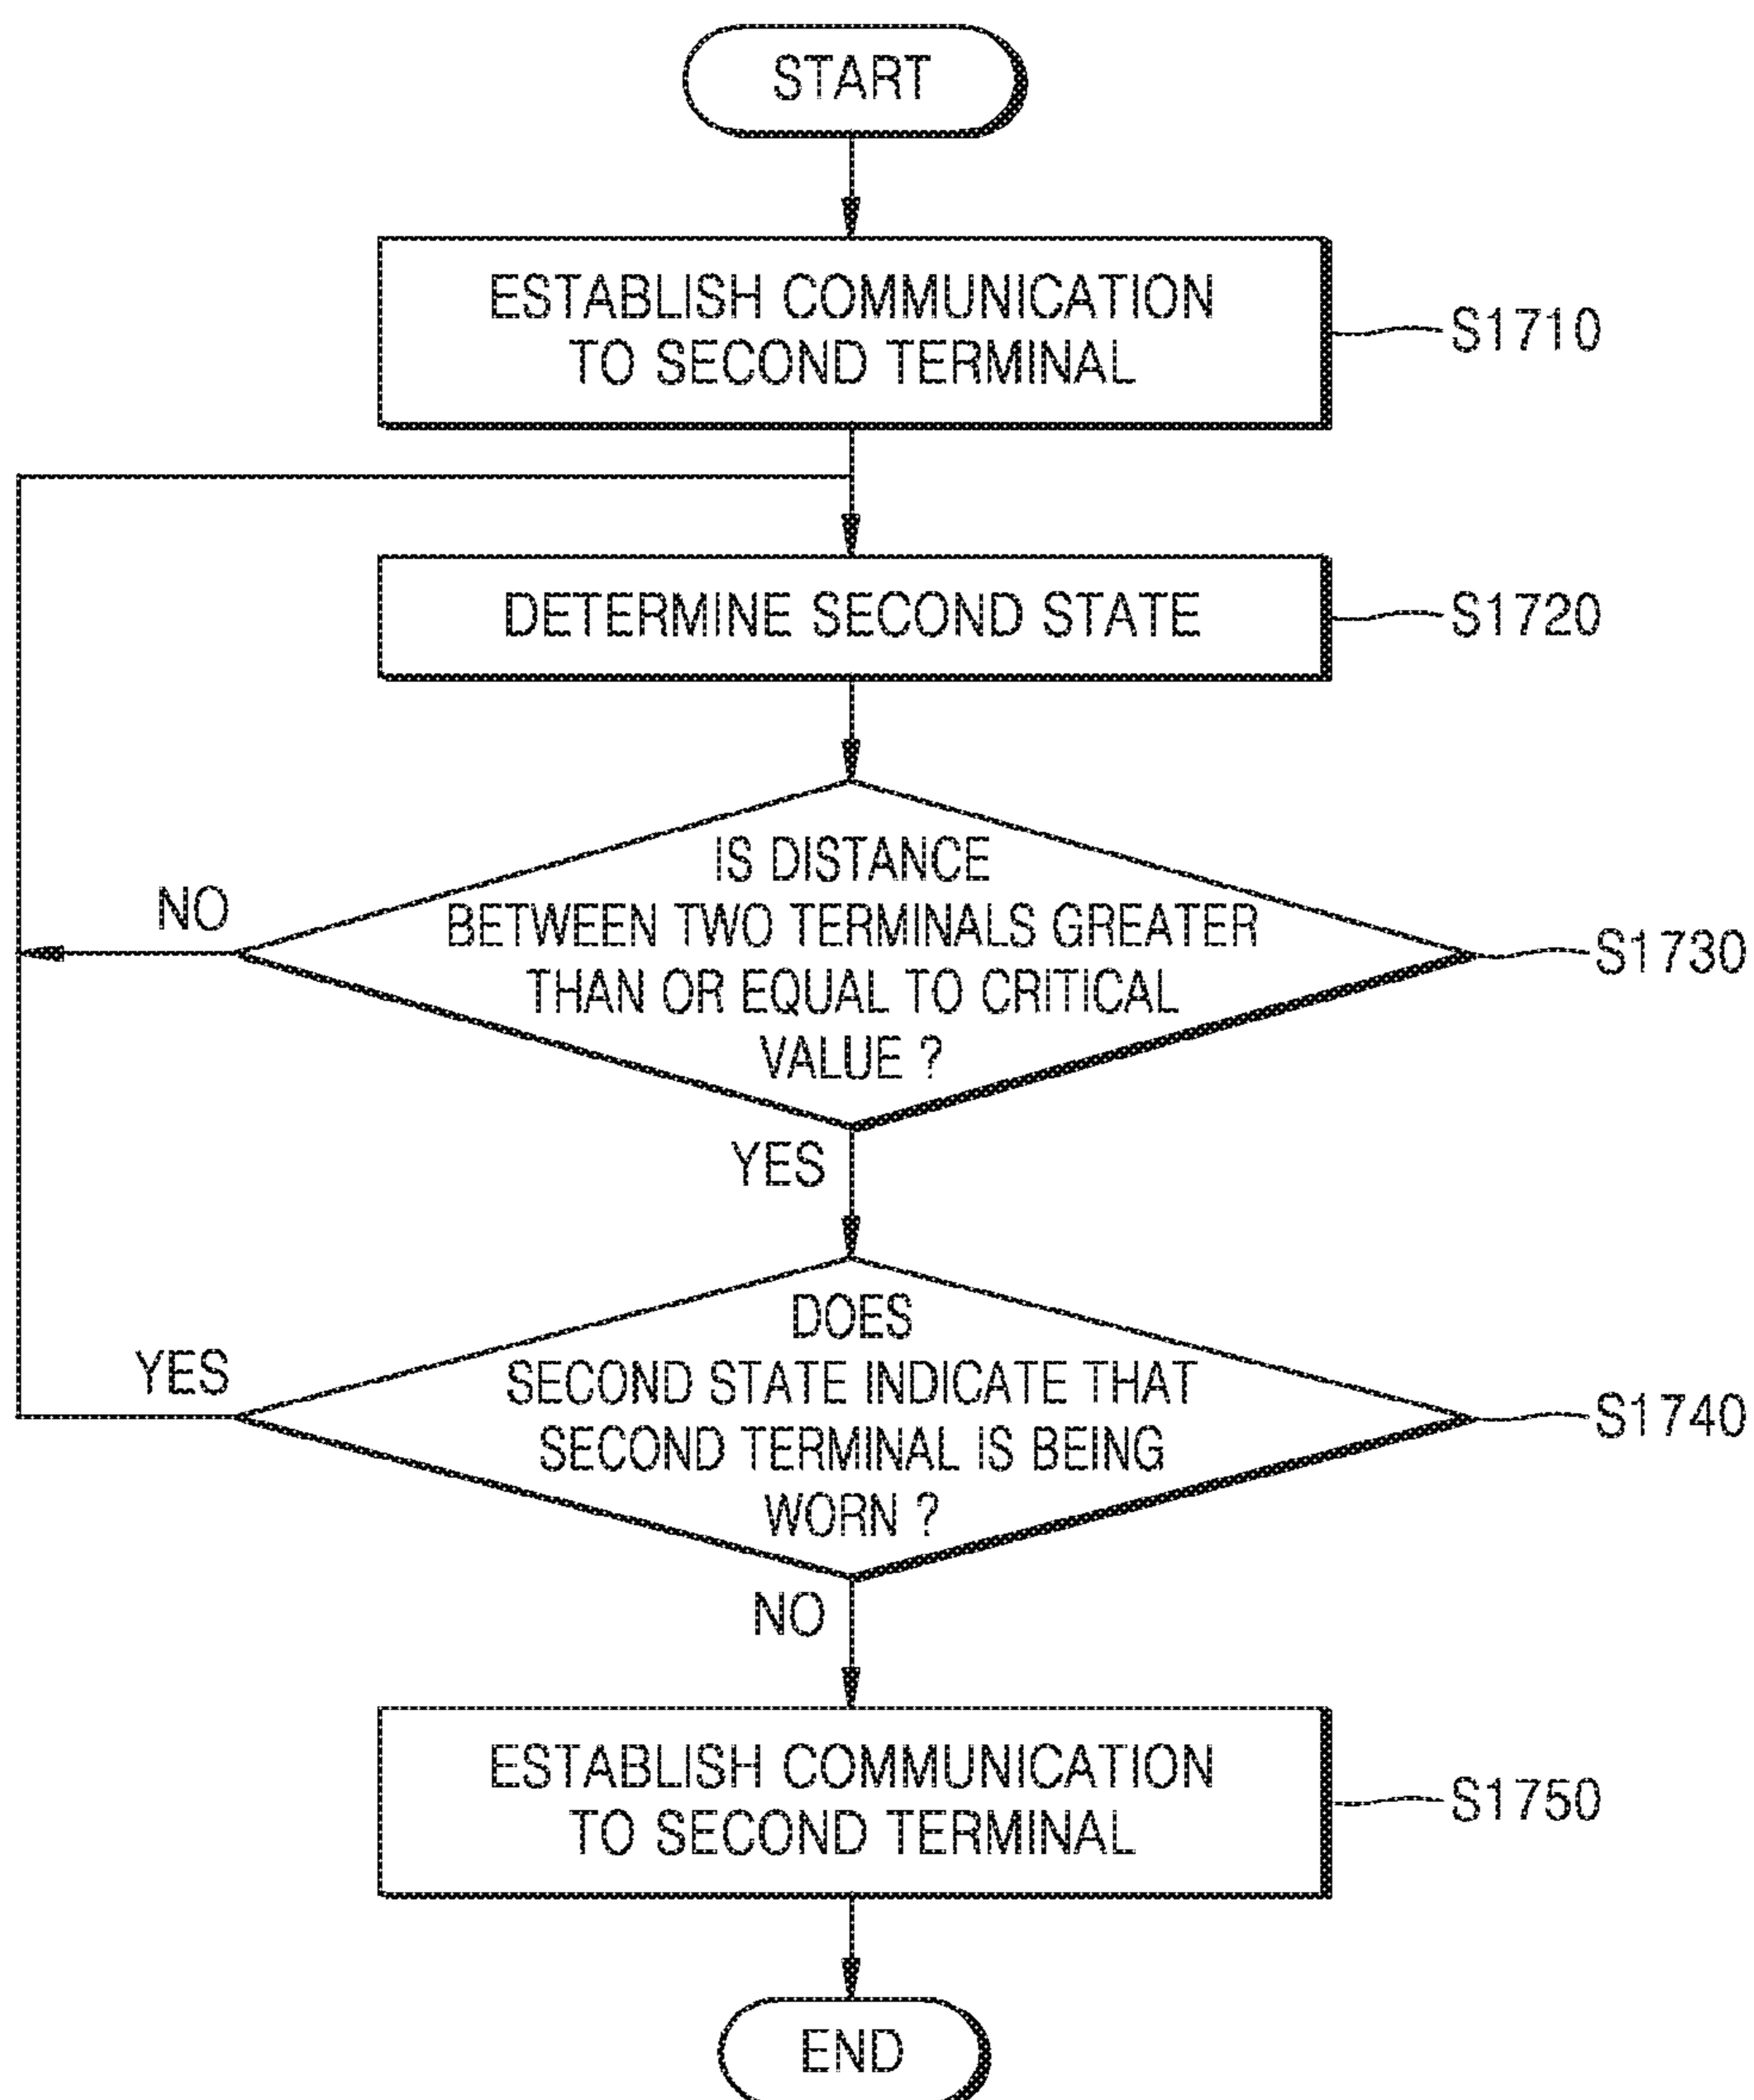 START
ESTABLISH COMMUNICATION
TO SECOND TERMINAL
S1710
DETERMINE SECOND STATE
S1720
IS DISTANCE
BETWEEN TWO TERMINALS GREATER
THAN OR EQUAL TO CRITICAL
VALUE ?
NO
S1730
YES
DOES
SECOND STATE INDICATE THAT
SECOND TERMINAL IS BEING
WORN ?
YES
S1740
NO
ESTABLISH COMMUNICATION
TO SECOND TERMINAL
S1750
END